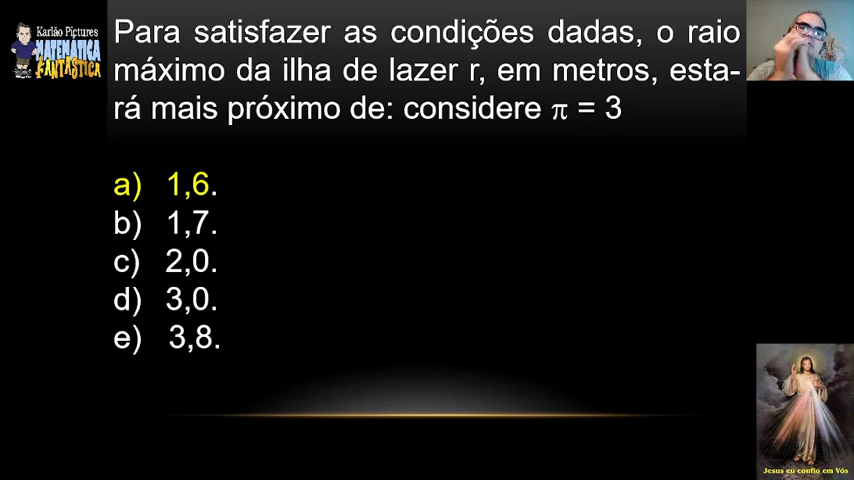 Karlão Pictures
MATEMÁTICA
FANTÁSTICA
Para satisfazer as condições dadas, o raio
máximo da ilha de lazer r, em metros, esta-
rá mais próximo de: considere π = 3
a) 1,6.
b) 1,7.
c) 2,0.
d) 3,0.
e) 3,8.
Jesus eu confio em Vós